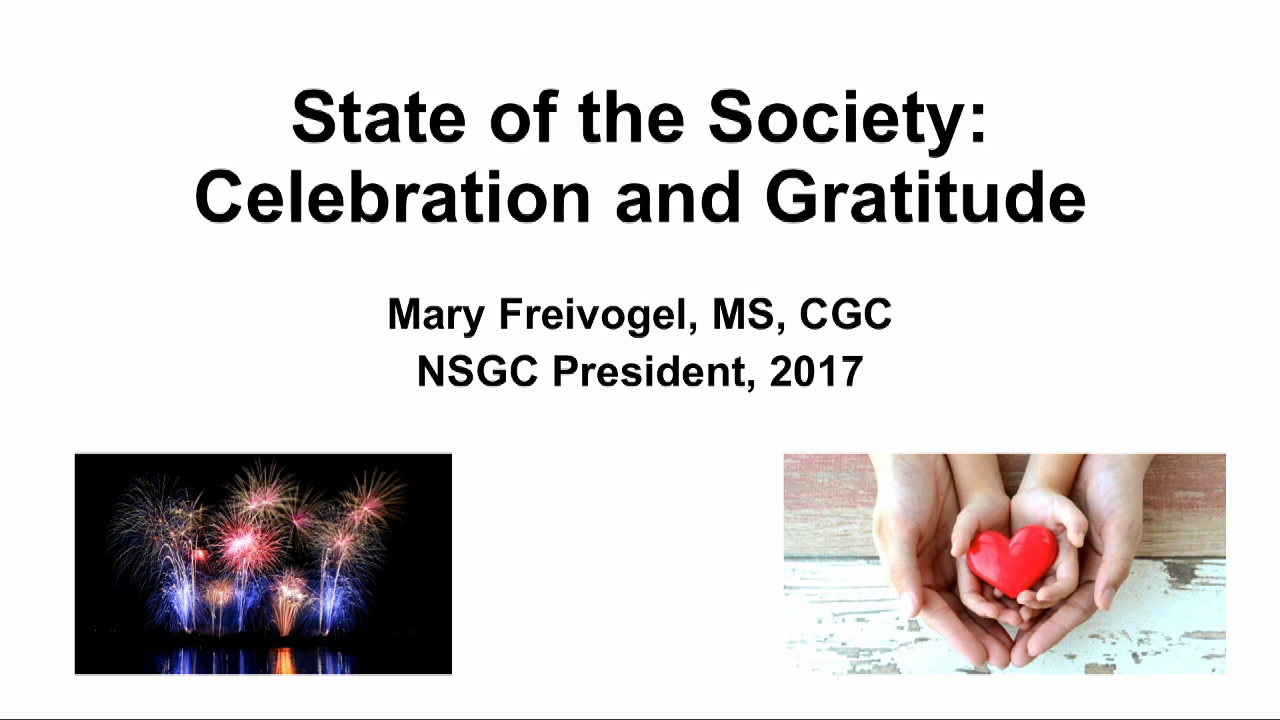 State of the Society:
Celebration and Gratitude
Mary Freivogel, MS, CGC
NSGC President, 2017